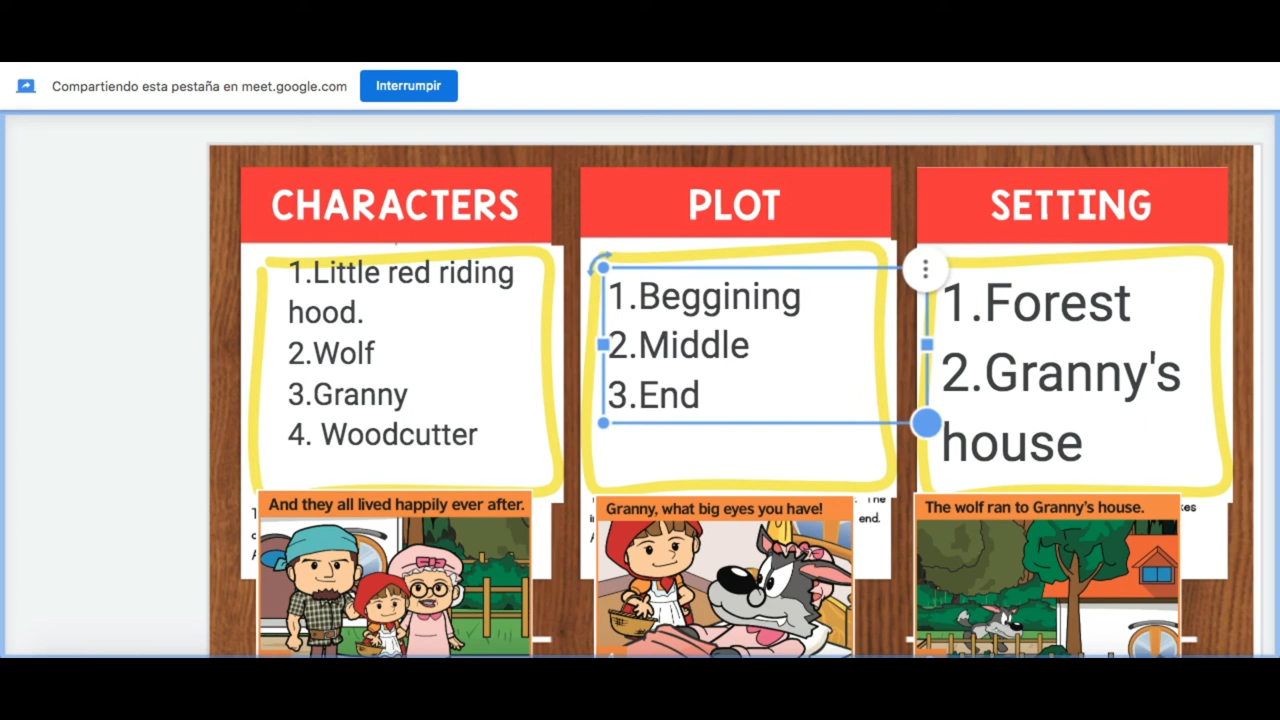 Compartiendo esta pestaña en meet.google.com
Interrumpir
CHARACTERS
1.Little red riding
hood.
2.Wolf
3.Granny
4. Woodcutter
And they all lived happily ever after.
PLOT
1.Beggining
2.Middle
3.End
The
end.
Granny, what big eyes you have!
SETTING
1.Forest
2.Granny's
house
The wolf ran to Granny's house.